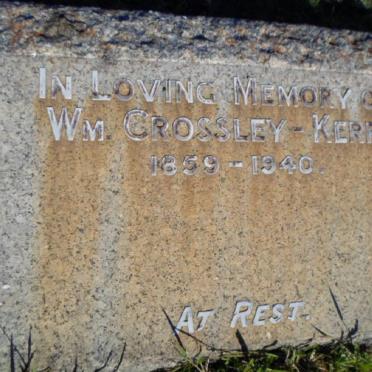 IN LOVING MEMORY
WM. CROSSLEY-
1859-1940.
AT REST.